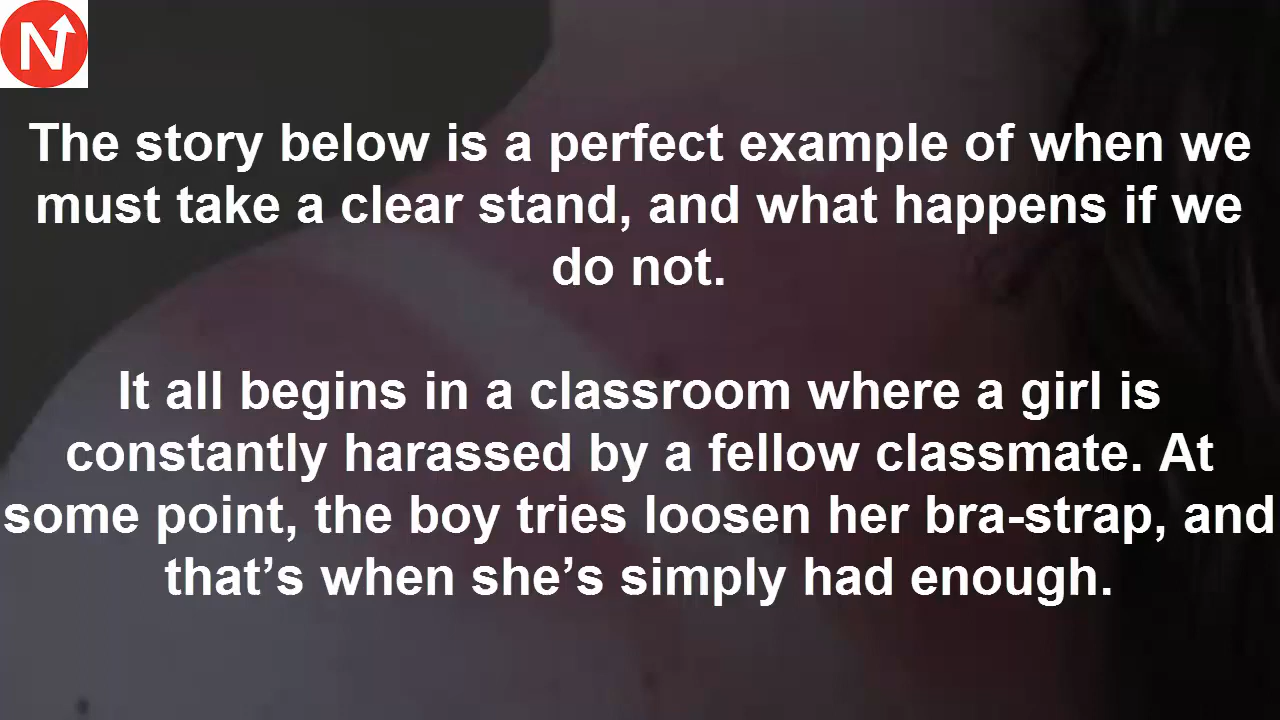 N
The story below is a perfect example of when we
must take a clear stand, and what happens if we
do not.
It all begins in a classroom where a girl is
constantly harassed by a fellow classmate. At
some point, the boy tries loosen her bra-strap, and
that’s when she’s simply had enough.